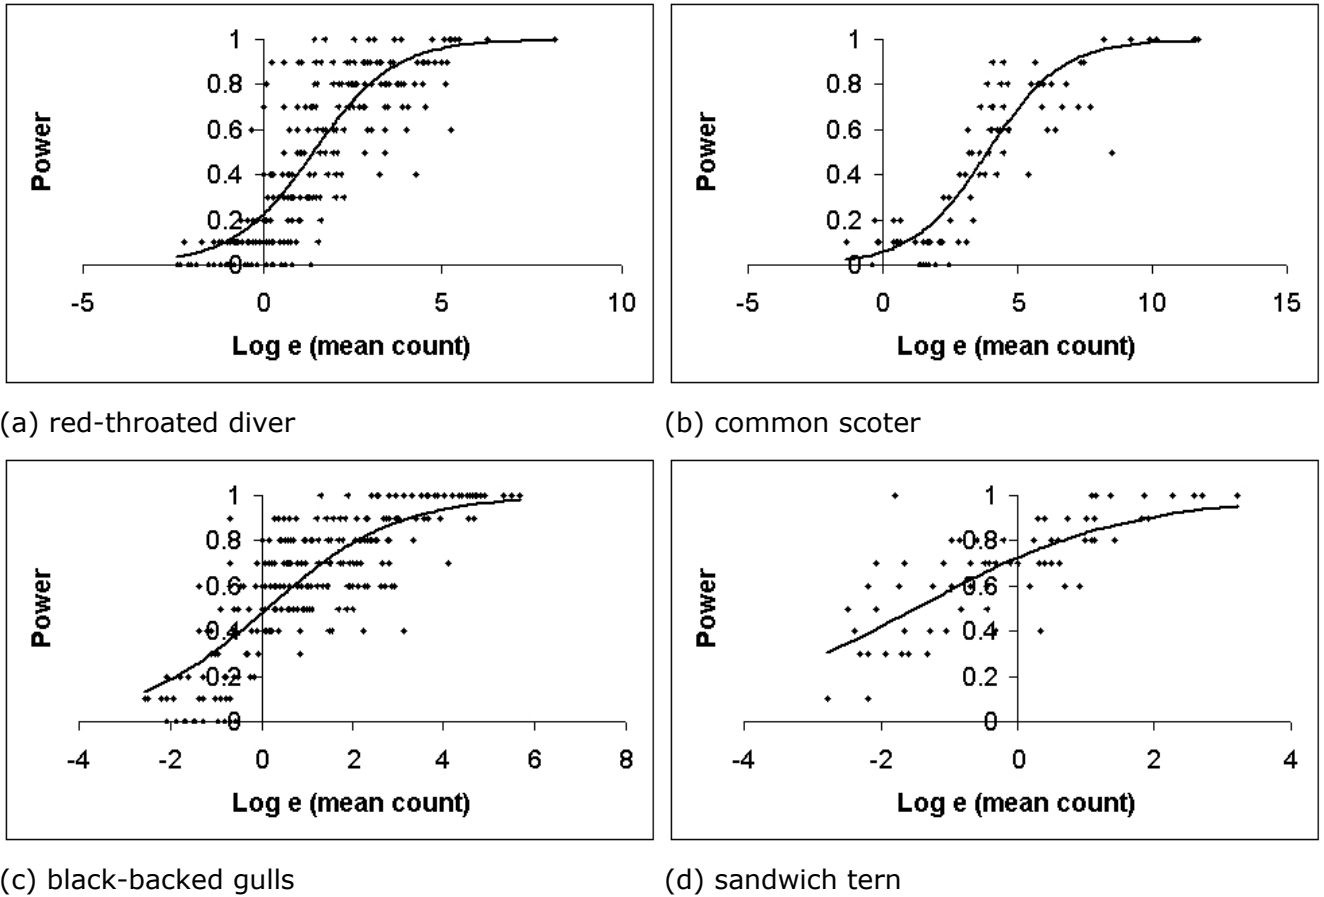 1
0.8
0.6
0.4
0.2
0
Power
-5 0 5 10
Log e (mean count)
1
0.8
0.6
0.4
0.2
0
Power
-5 0 5 10 15
Log e (mean count)
(a) red-throated diver
(b) common scoter
1
0.8
0.6
0.4
0.2
0
Power
-4 -2 0 2 4 6 8
Log e (mean count)
1
0.8
0.6
0.4
0.2
0
Power
-4 -2 0 2 4
Log e (mean count)
(c) black-backed gulls
(d) sandwich tern